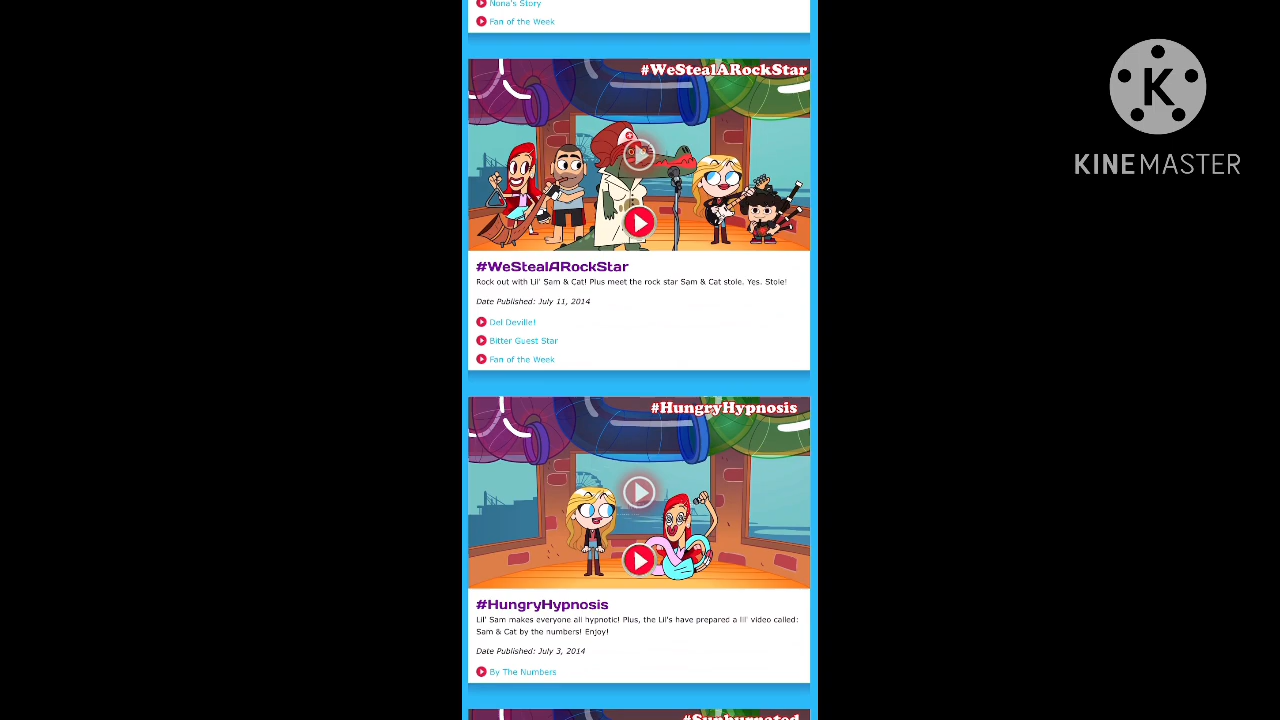 Nona's Story
Fan of the Week
#WeStealARockStar
K
KINEMASTER
#WeStealARockStar
Rock out with Lil' Sam & Cat! Plus meet the rock star Sam & Cat stole. Yes. Stole!
Date Published: July 11, 2014
Del Deville!
Bitter Guest Star
Fan of the Week
#HungryHypnosis
#HungryHypnosis
Lil' Sam makes everyone all hypnotic! Plus, the Lil's have prepared a lil' video called:
Sam & Cat by the numbers! Enjoy!
Date Published: July 3, 2014
By The Numbers
#Sunburnated